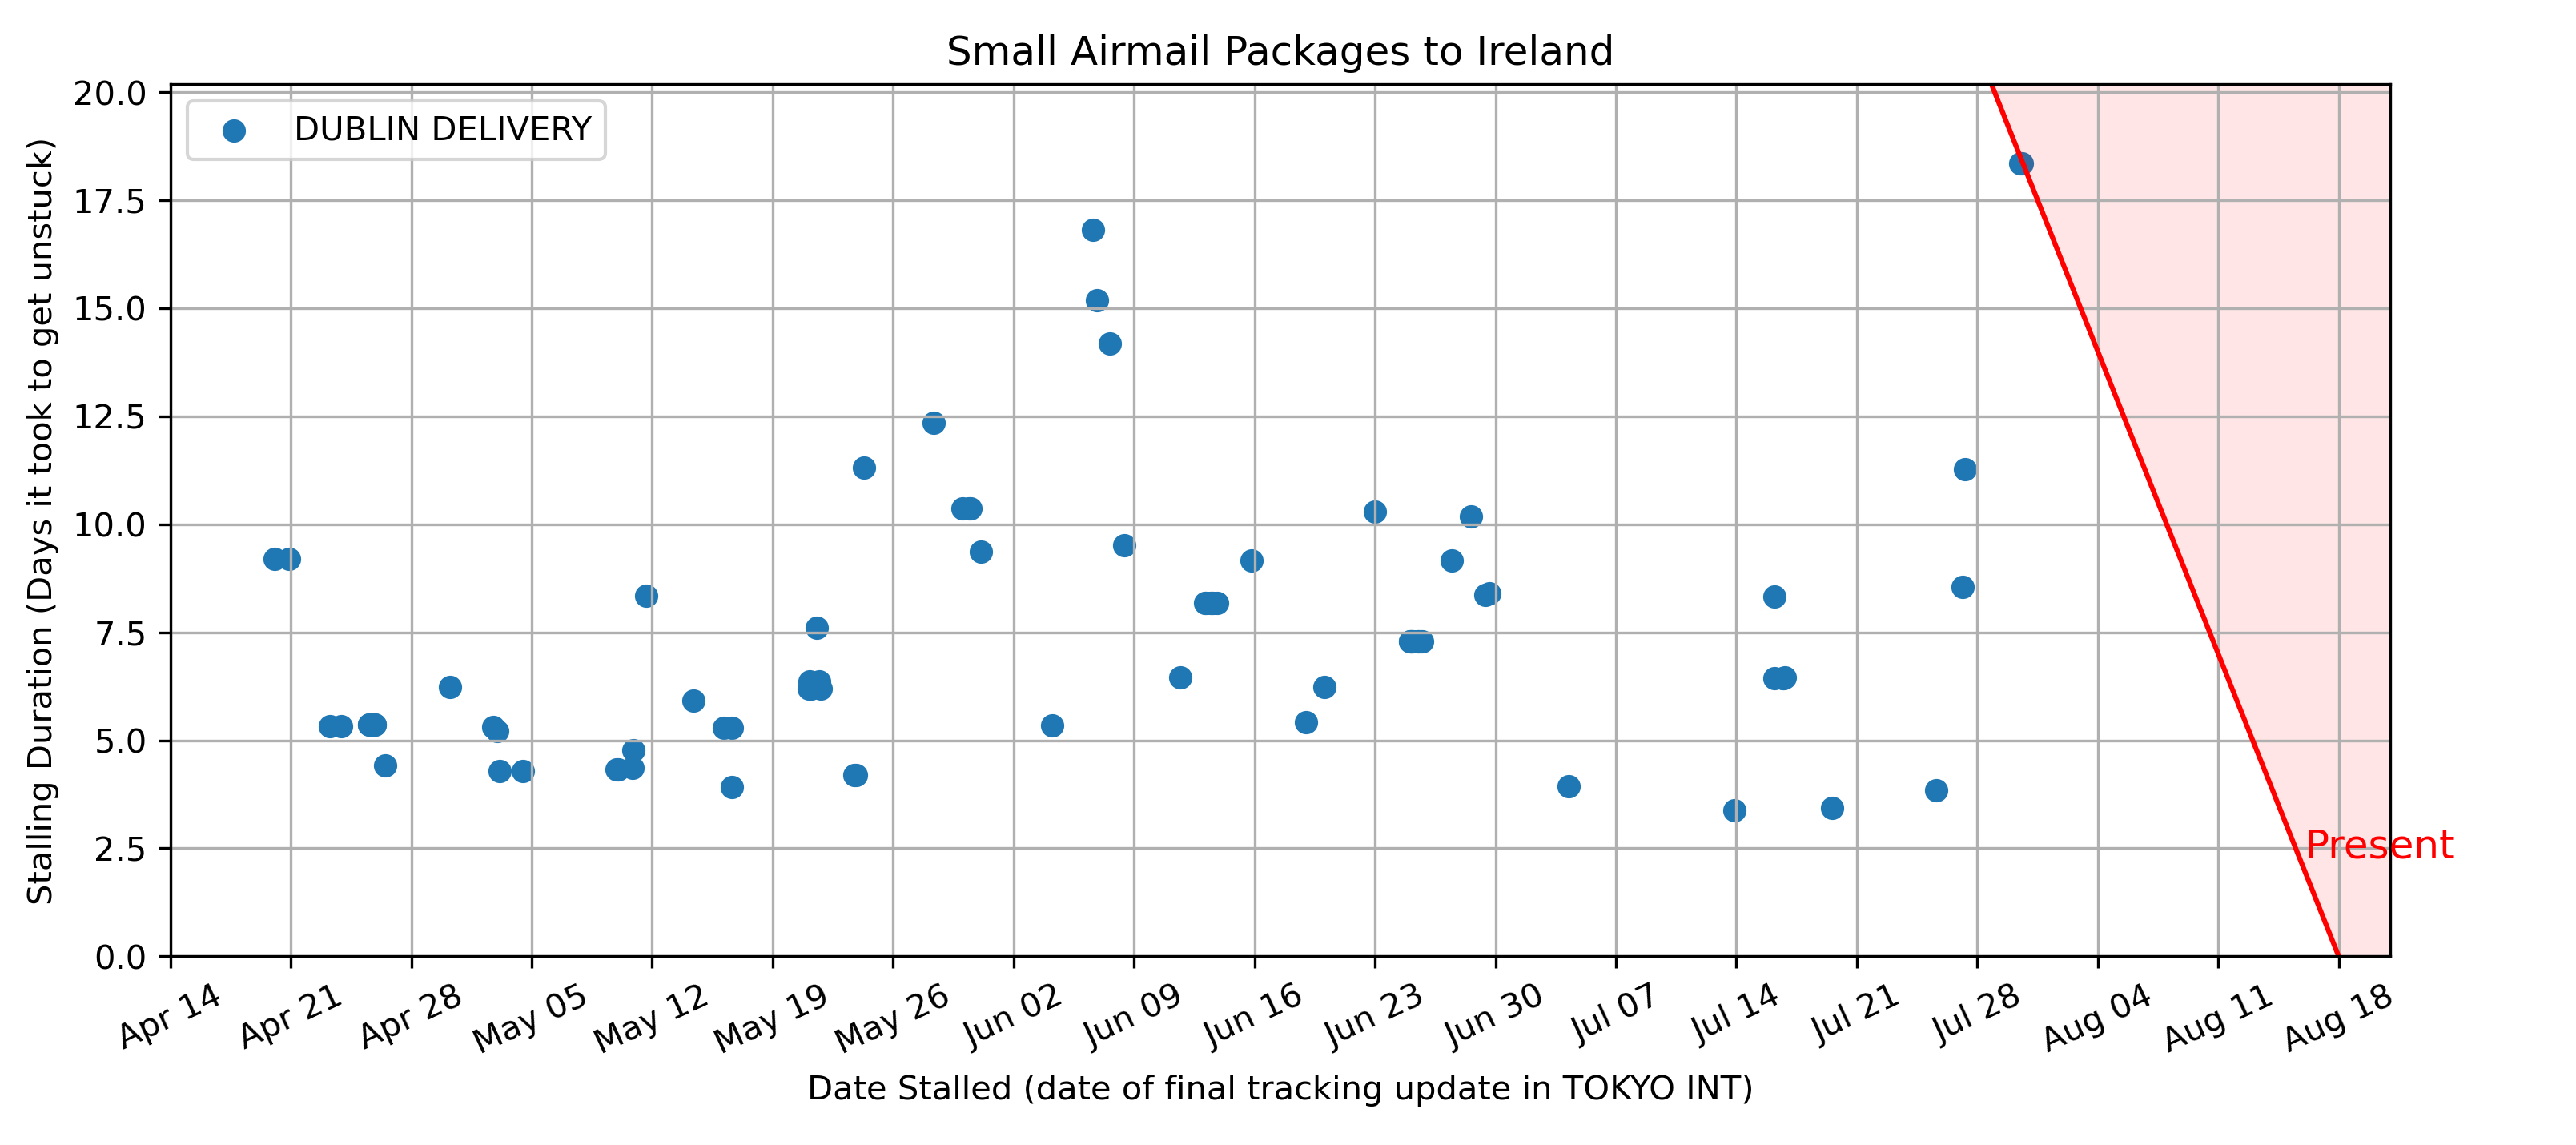 Small Airmail Packages to Ireland
DUBLIN DELIVERY
Stalling Duration (Days it took to get unstuck)
20.0
17.5
15.0
12.5
10.0
7.5
5.0
2.5
0.0
Present
Apr 14
Apr 21
Apr 28
May 05
May 12
May 19
May 26
Jun 02
Jun 09
Jun 16
Jun 23
Jun 30
Jul 07
Jul 14
Jul 21
Jul 28
Aug 04
Aug 11
Aug 18
Date Stalled (date of final tracking update in TOKYO INT)